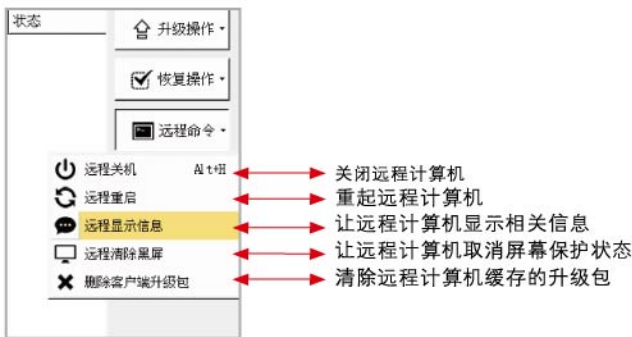 状态
升级操作
恢复操作
远程命令
远程关机 Alt+H 关闭远程计算机
远程重启 重起远程计算机
远程显示信息 让远程计算机显示相关信息
远程清除黑屏 让远程计算机取消屏幕保护状态
删除客户端升级包 清除远程计算机缓存的升级包